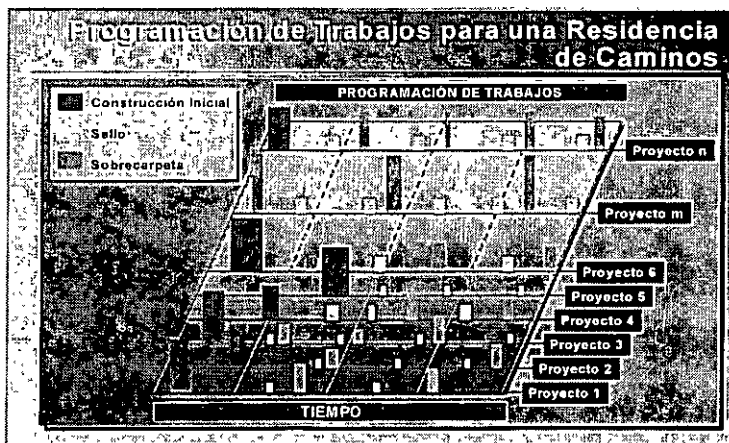 Programación de Trabajos para una Residencia
de Caminos
PROGRAMACIÓN DE TRABAJOS
Construcción Inicial
Sello
Sobrecarpeta
Proyecto n
Proyecto m
Proyecto 6
Proyecto 5
Proyecto 4
Proyecto 3
Proyecto 2
Proyecto 1
TIEMPO